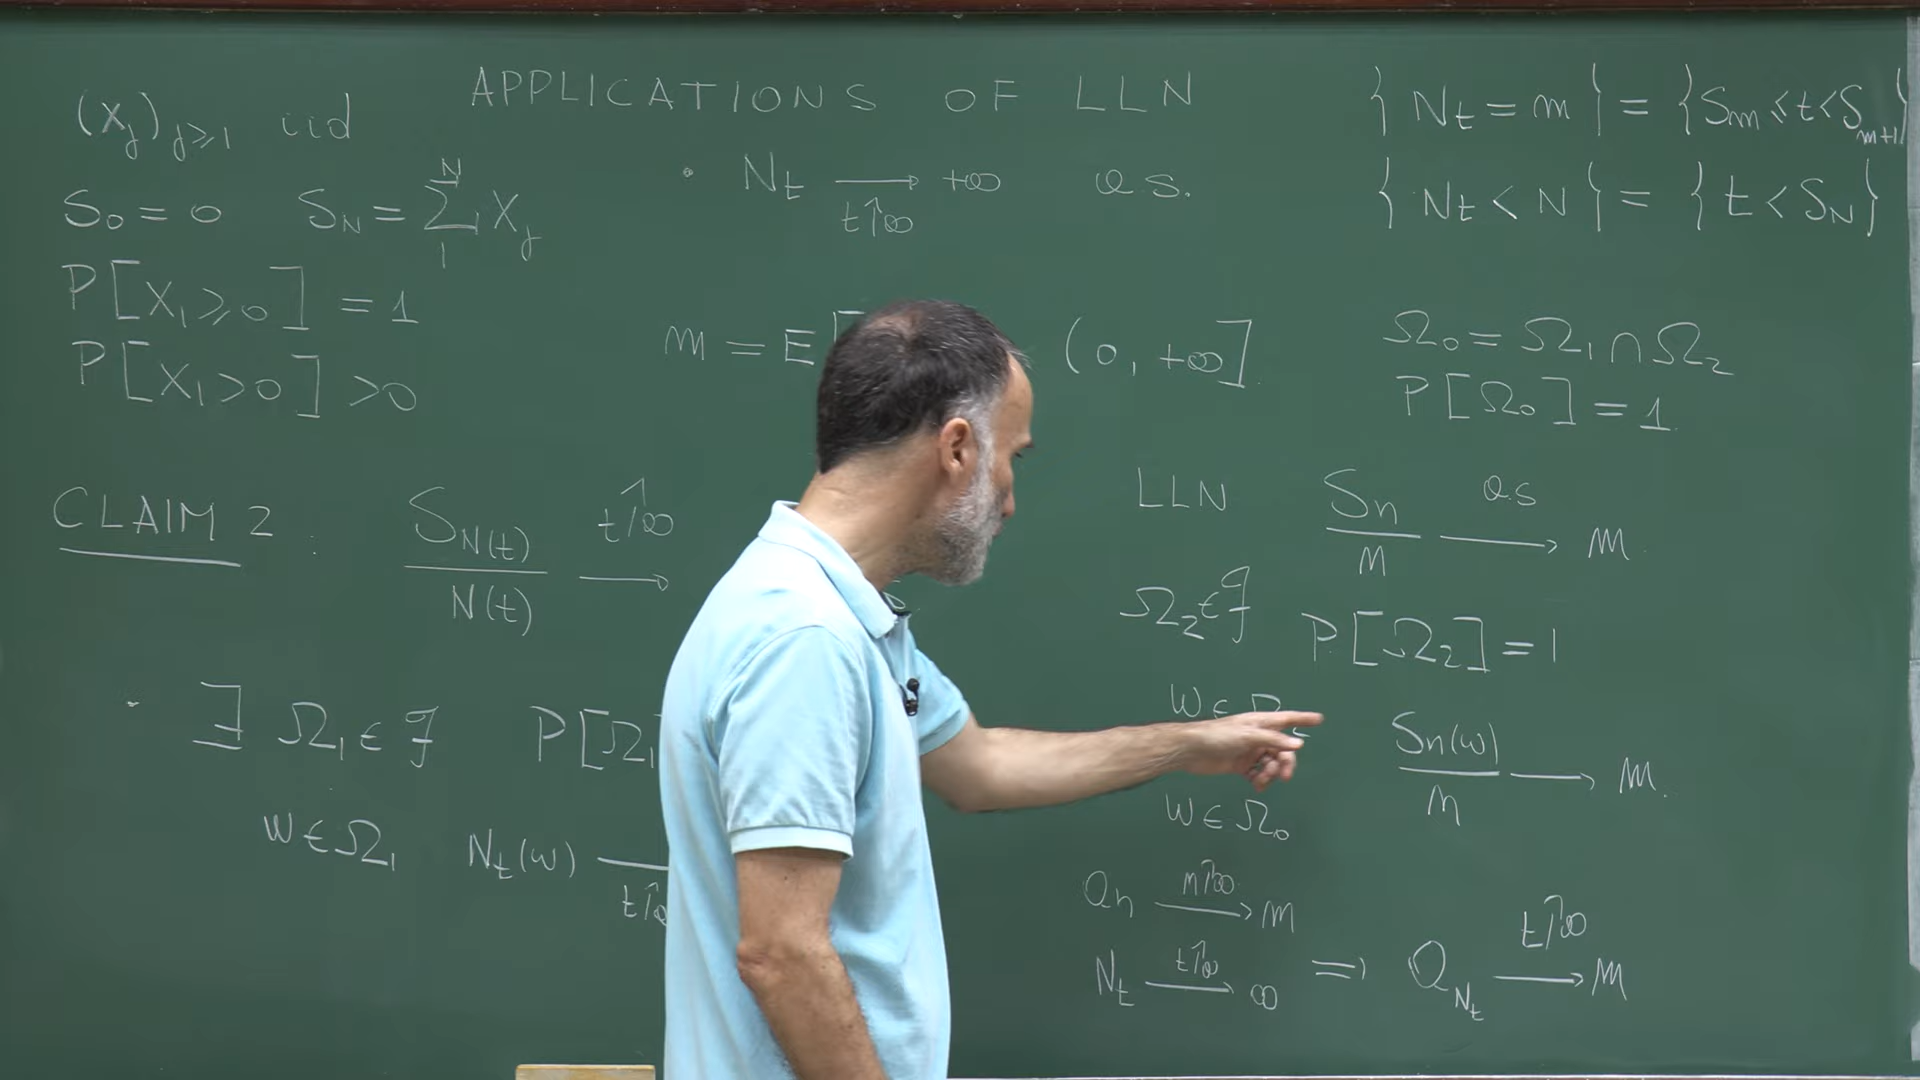 APPLICATIONS OF LLN
(X_j)_{j≥1} iid
S_0 = 0 S_N = Σ_1^N X_j
P[X_1 ≥ 0] = 1
P[X_1 > 0] > 0
• N_t → +∞ a.s.
t↑∞
m = E[ (0, +∞].
{N_t = m} = {S_m ≤ t < S_{m+1}}
{N_t < N} = {t < S_N}
Ω_0 = Ω_1 ∩ Ω_2
P[Ω_0] = 1.
CLAIM 2 : S_{N(t)} / N(t) → t↑∞
• ∃ Ω_1 ∈ F P[Ω_1
w ∈ Ω_1 N_t(w) →
t↑∞
LLN S_n / n → a.s m.
Ω_2 ∈ F P[Ω_2] = 1
w ∈ Ω S_n(w) / n → m.
w ∈ Ω_0
a_n → m n↑∞
N_t → ∞ t↑∞ ⇒ a_{N_t} → m t↑∞